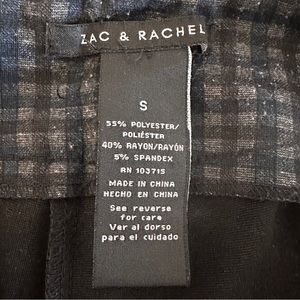 ZAC & RACHEL
S
55% POLYESTER/
POLIÉSTER
40% RAYON/RAYÓN
5% SPANDEX
RN 103715
MADE IN CHINA
HECHO EN CHINA
See reverse
for care
Ver al dorso
para el cuidado